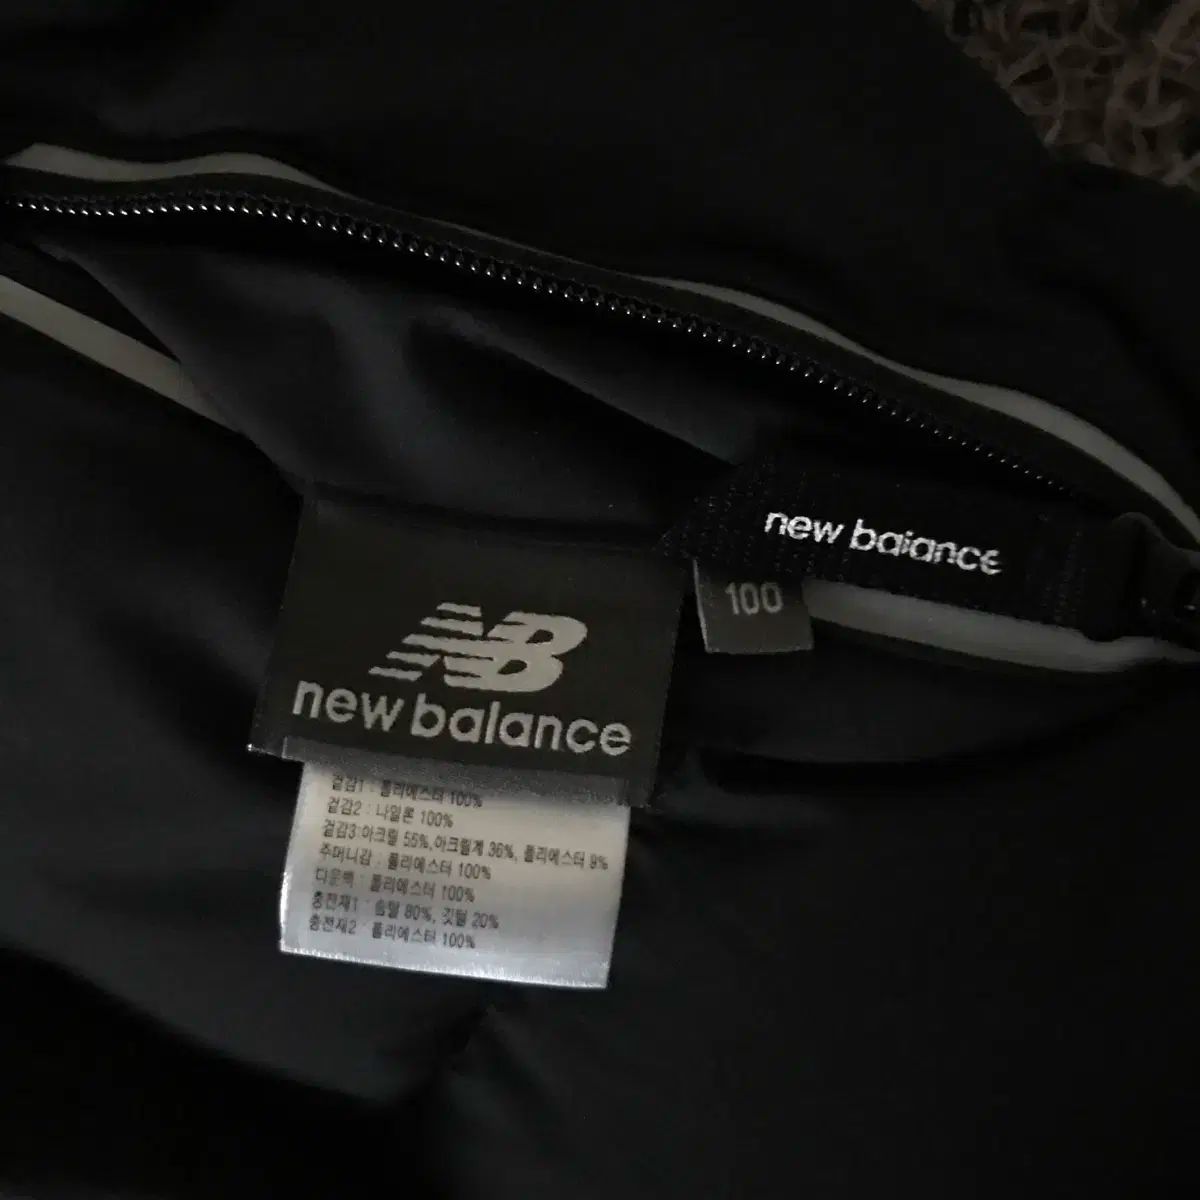 new balance
100
NB
new balance
겉감1 : 폴리에스터 100%
겉감2 : 나일론 100%
겉감3:아크릴 55%,아크릴계 36%, 폴리에스터 9%
주머니감 : 폴리에스터 100%
다운백 : 폴리에스터 100%
충전재1 : 솜털 80%, 깃털 20%
충전재2 : 폴리에스터 100%